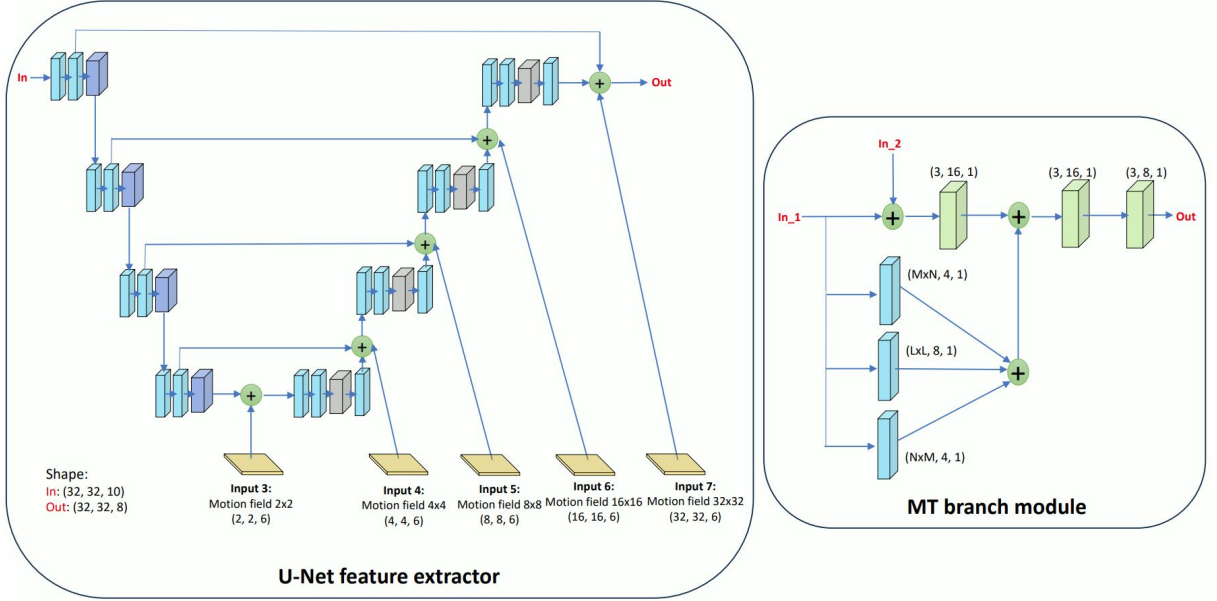 In
+
Out
+
+
+
+
Shape:
In: (32, 32, 10)
Out: (32, 32, 8)
Input 3:
Motion field 2x2
(2, 2, 6)
Input 4:
Motion field 4x4
(4, 4, 6)
Input 5:
Motion field 8x8
(8, 8, 6)
Input 6:
Motion field 16x16
(16, 16, 6)
Input 7:
Motion field 32x32
(32, 32, 6)
U-Net feature extractor
In_2
(3, 16, 1)
(3, 16, 1)
(3, 8, 1)
In_1
+
+
Out
(MxN, 4, 1)
(LxL, 8, 1)
+
(NxM, 4, 1)
MT branch module